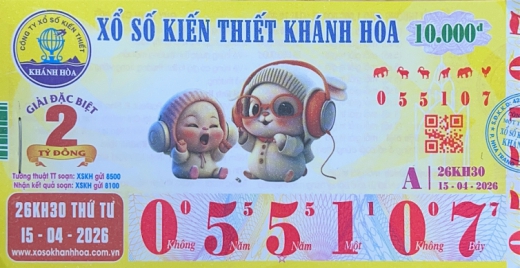 CÔNG TY XỔ SỐ KIẾN THIẾT
KHÁNH HÒA
XỔ SỐ KIẾN THIẾT KHÁNH HÒA
10.000đ
GIẢI ĐẶC BIỆT
2
TỶ ĐỒNG
055107
Tường thuật TT soạn: XSKH gửi 8500
Nhận kết quả soạn: XSKH gửi 8100
A 26KH30
15-04-2026
26KH30 THỨ TƯ
15-04-2026
www.xosokhanhhoa.com.vn
0 5 5 1 0 7
Không Năm Năm Một Không Bảy